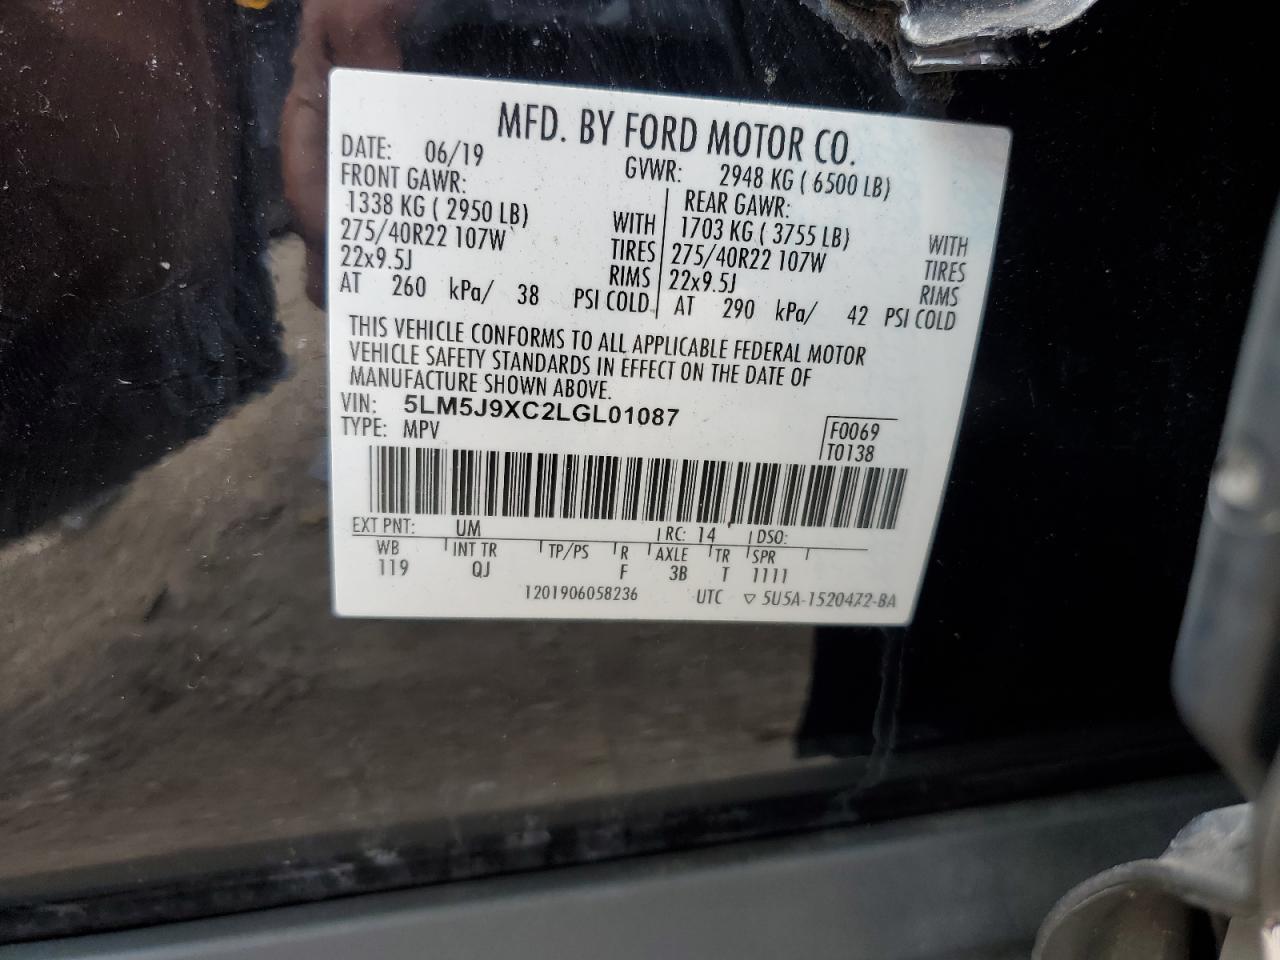 MFD. BY FORD MOTOR CO.
DATE: 06/19 GVWR: 2948 KG ( 6500 LB)
FRONT GAWR: REAR GAWR:
1338 KG ( 2950 LB) WITH 1703 KG ( 3755 LB) WITH
275/40R22 107W TIRES 275/40R22 107W TIRES
22x9.5J RIMS 22x9.5J RIMS
AT 260 kPa/ 38 PSI COLD AT 290 kPa/ 42 PSI COLD
THIS VEHICLE CONFORMS TO ALL APPLICABLE FEDERAL MOTOR
VEHICLE SAFETY STANDARDS IN EFFECT ON THE DATE OF
MANUFACTURE SHOWN ABOVE.
VIN: 5LM5J9XC2LGL01087
TYPE: MPV
F0069
T0138
EXT PNT: UM RC: 14 DSO:
WB INT TR TP/PS R AXLE TR SPR
119 QJ F 3B T 1111
1201906058236 UTC ▽ 5U5A-1520472-BA